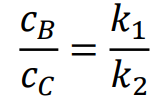 c_B / c_C = k_1 / k_2